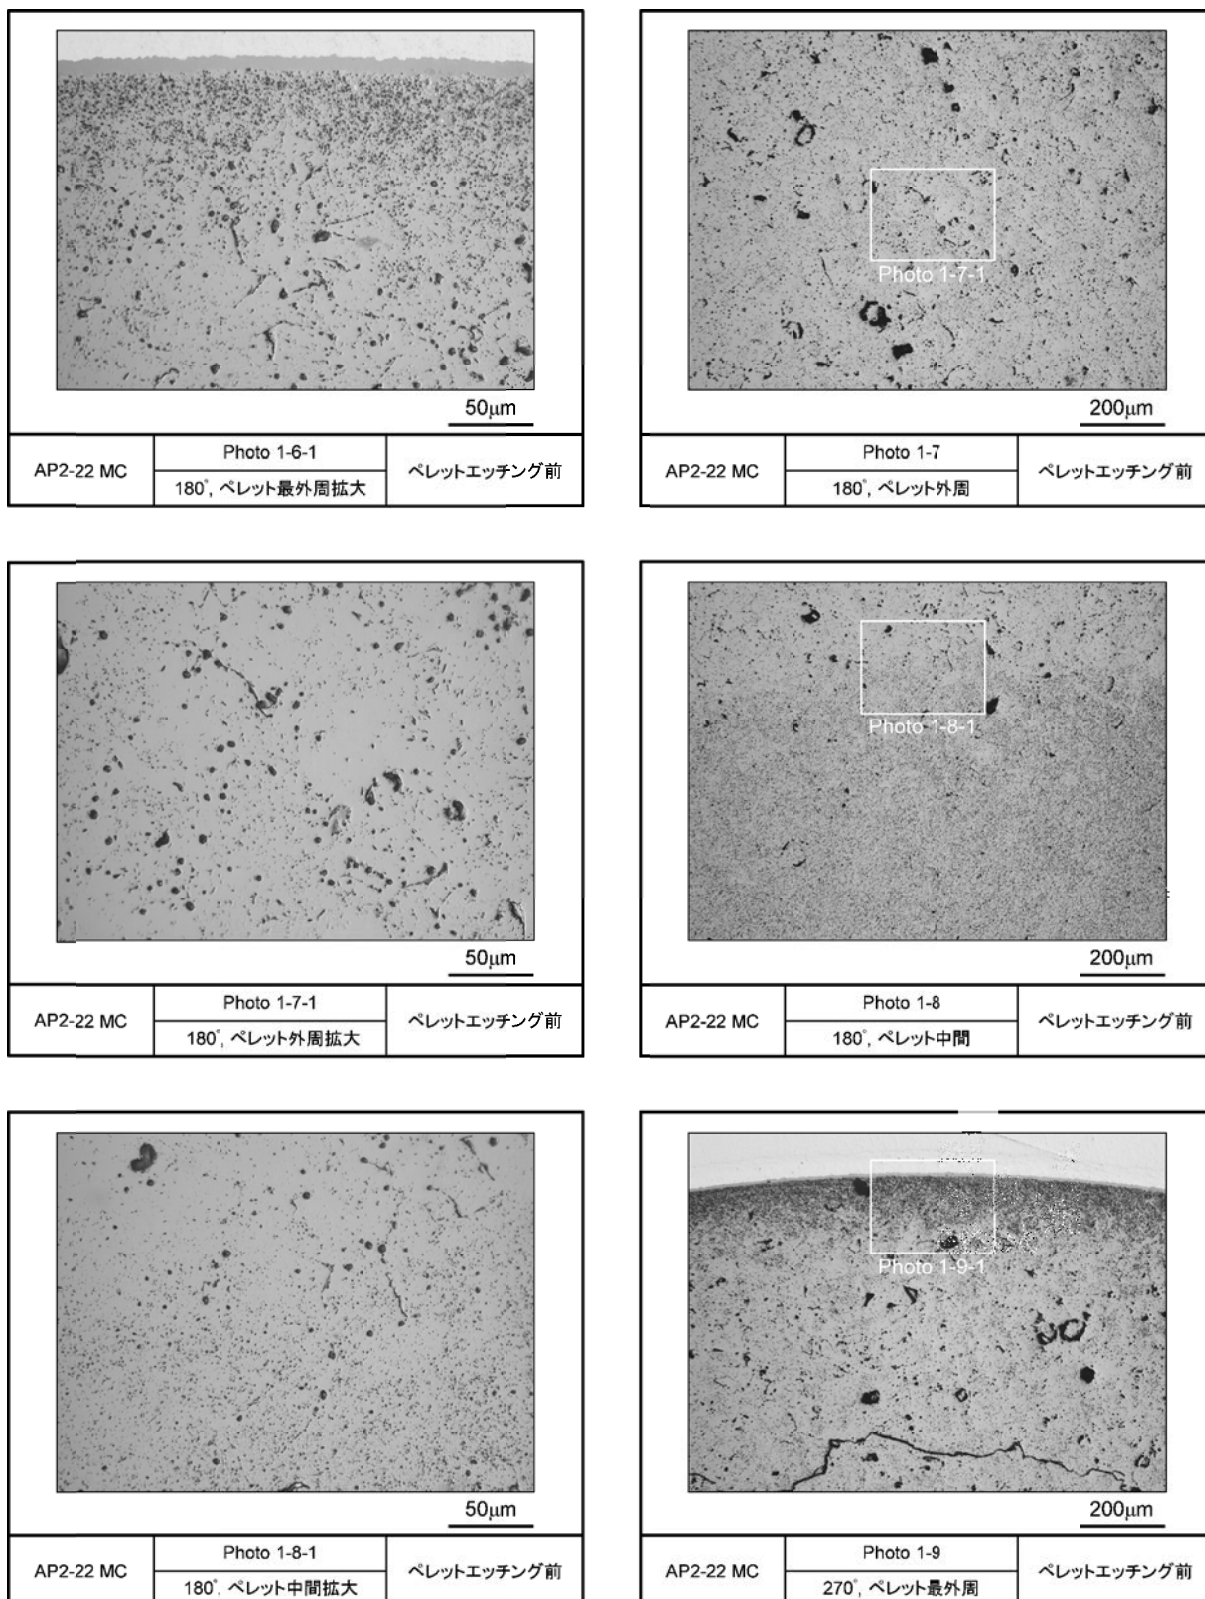 50μm
AP2-22 MC
Photo 1-6-1
180°, ペレット最外周拡大
ペレットエッチング前
Photo 1-7-1
200μm
AP2-22 MC
Photo 1-7
180°, ペレット外周
ペレットエッチング前
50μm
AP2-22 MC
Photo 1-7-1
180°, ペレット外周拡大
ペレットエッチング前
Photo 1-8-1
200μm
AP2-22 MC
Photo 1-8
180°, ペレット中間
ペレットエッチング前
50μm
AP2-22 MC
Photo 1-8-1
180°, ペレット中間拡大
ペレットエッチング前
Photo 1-9-1
200μm
AP2-22 MC
Photo 1-9
270°, ペレット最外周
ペレットエッチング前